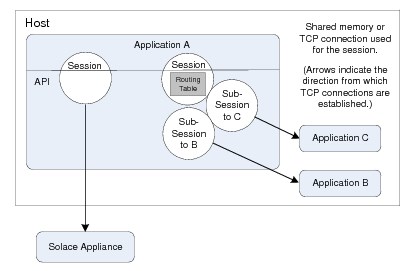 Host
Shared memory or
TCP connection used
for the session.
(Arrows indicate the
direction from which
TCP connections are
established.)
Application A
Session
Session
API
Routing
Table
Sub-
Session
to C
Sub-
Session
to B
Application C
Application B
Solace Appliance